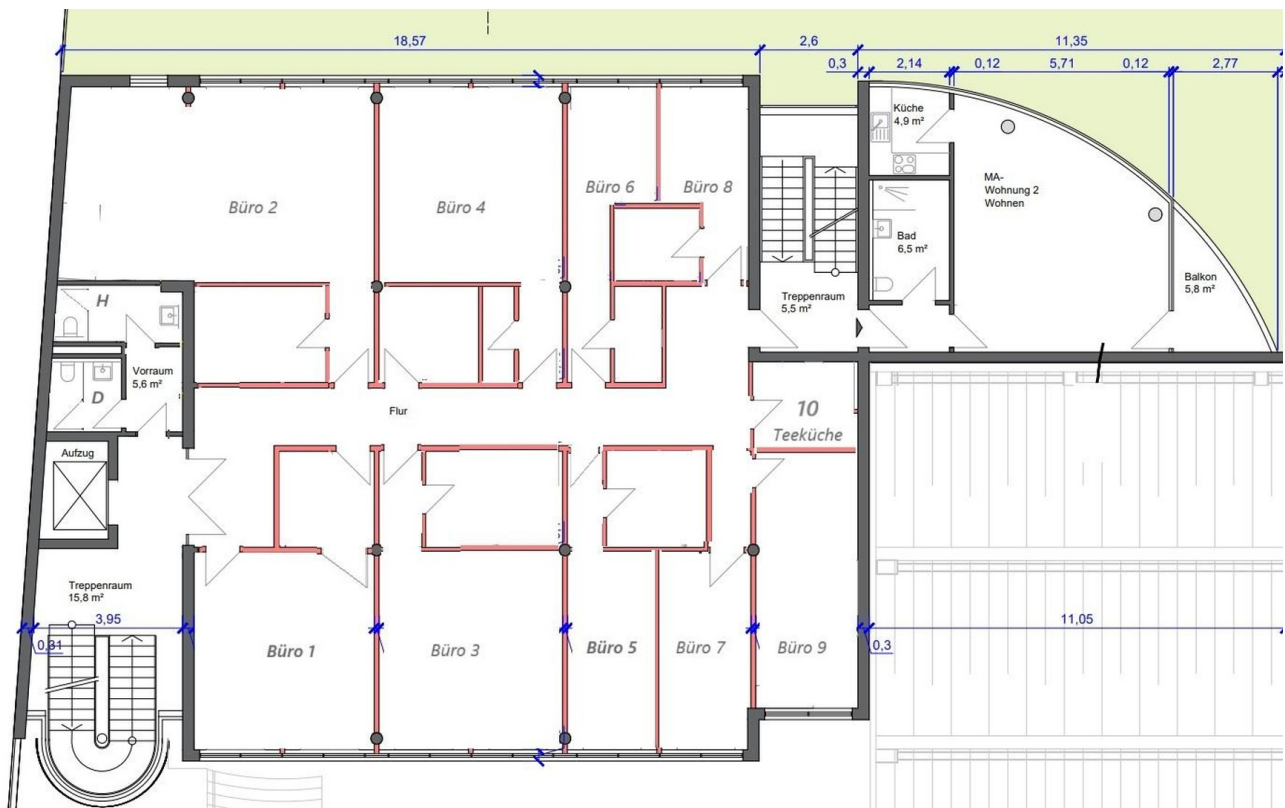 18,57
2,6
11,35
0,3
2,14
0,12
5,71
0,12
2,77
Küche
4,9 m²
MA-
Wohnung 2
Wohnen
Büro 6
Büro 8
Büro 2
Büro 4
Bad
6,5 m²
Balkon
5,8 m²
Treppenraum
5,5 m²
H
Vorraum
5,6 m²
D
Flur
10
Teeküche
Aufzug
Treppenraum
15,8 m²
3,95
0,31
11,05
0,3
Büro 1
Büro 3
Büro 5
Büro 7
Büro 9